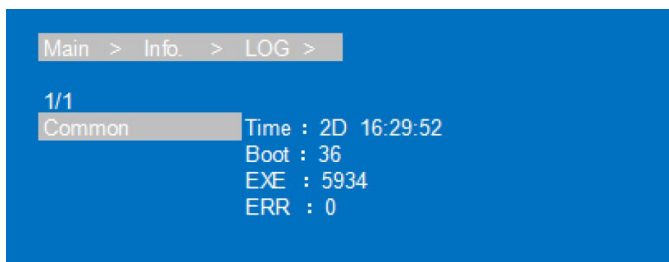 Main > Info. > LOG >
1/1
Common Time : 2D 16:29:52
Boot : 36
EXE : 5934
ERR : 0